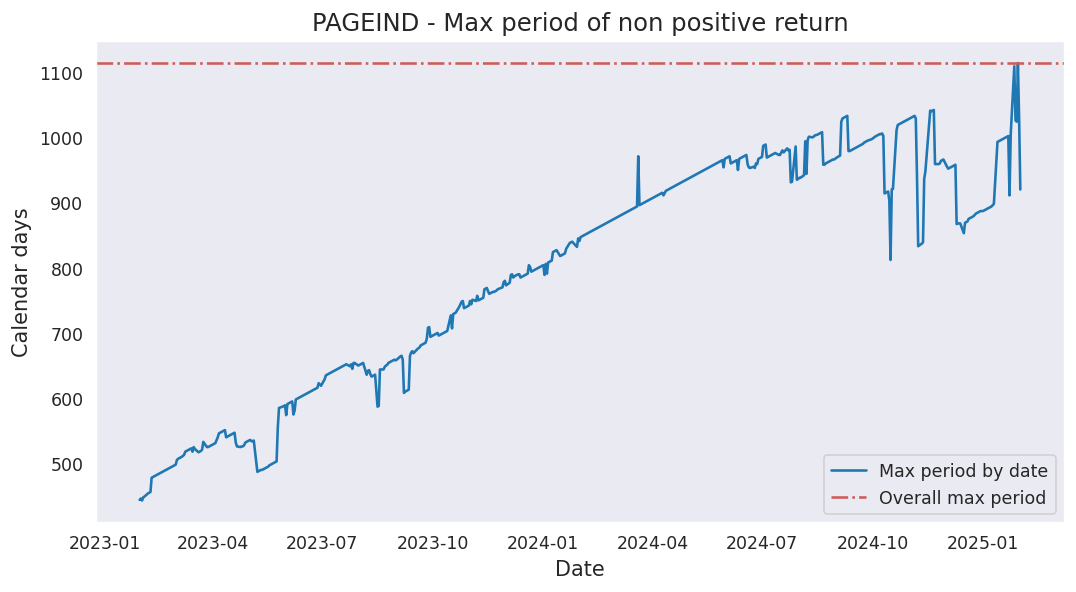 PAGEIND - Max period of non positive return
Calendar days
1100
1000
900
800
700
600
500
2023-01 2023-04 2023-07 2023-10 2024-01 2024-04 2024-07 2024-10 2025-01
Date
Max period by date
Overall max period